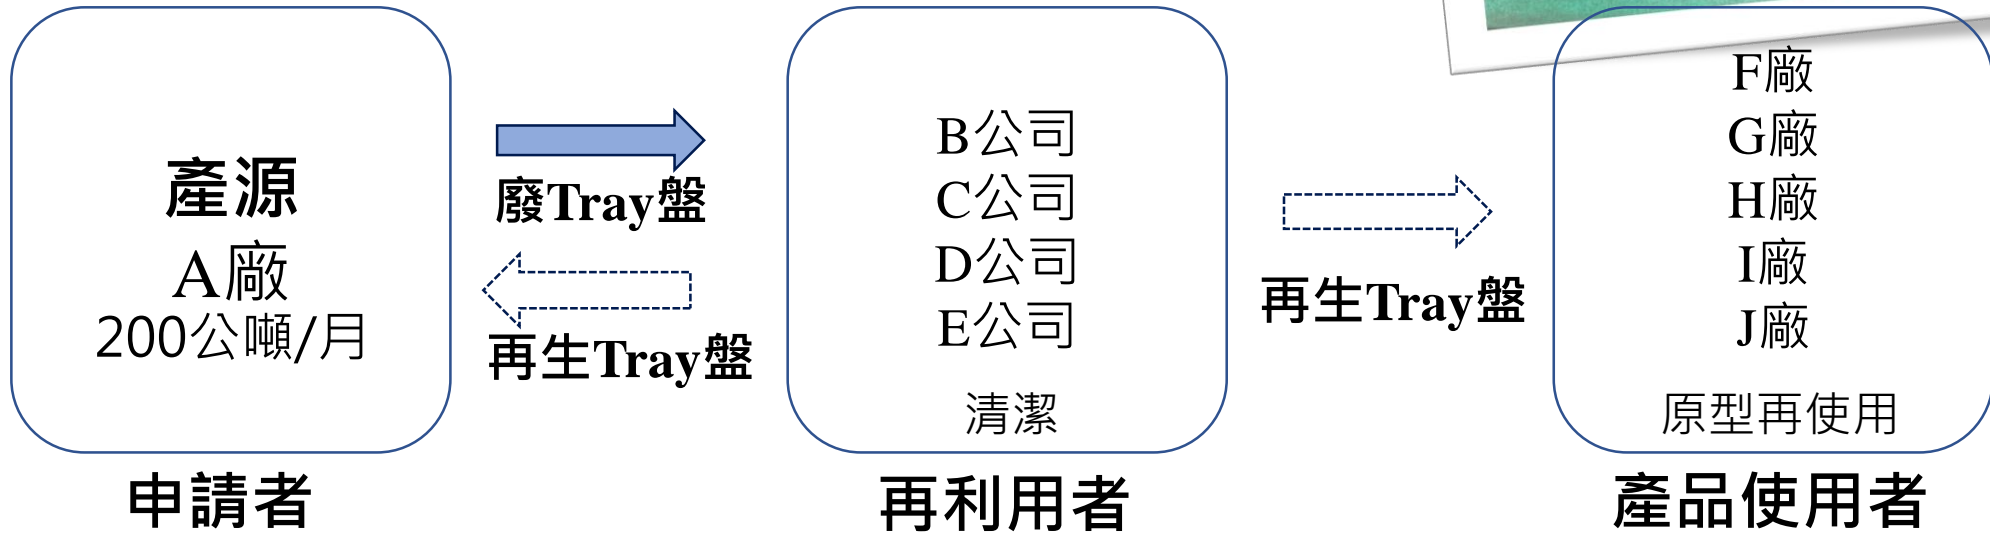 產源
A廠
200公噸/月
申請者
廢Tray盤
再生Tray盤
B公司
C公司
D公司
E公司
清潔
再利用者
再生Tray盤
F廠
G廠
H廠
I廠
J廠
原型再使用
產品使用者